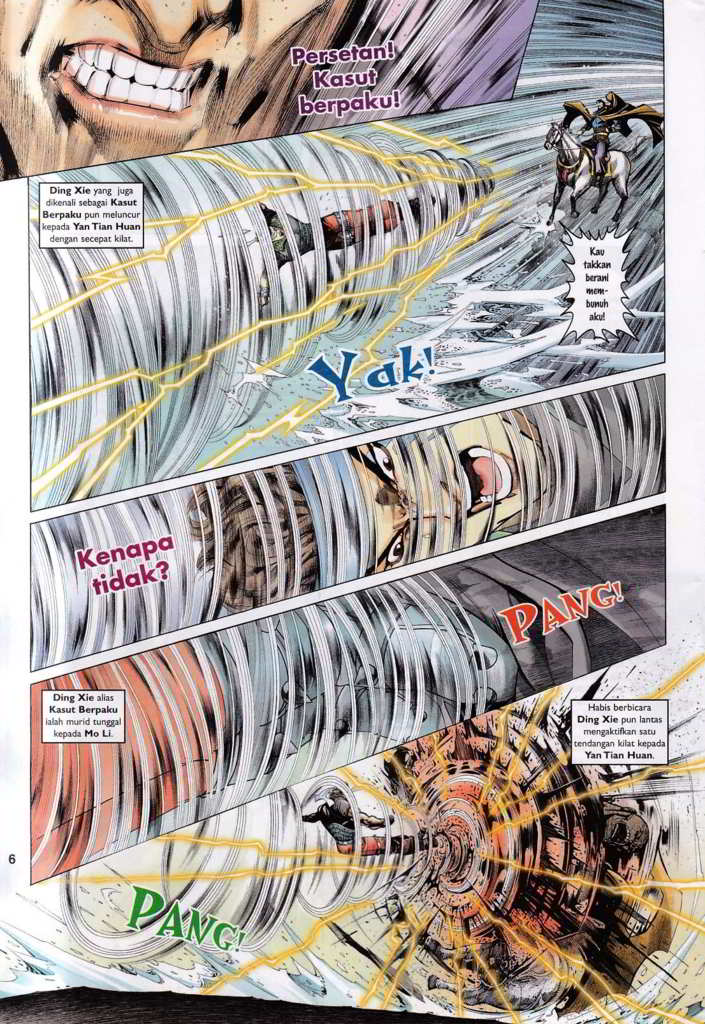 Persetan!
Kasut
berpaku!
Ding Xie yang juga
dikenali sebagai Kasut
Berpaku pun meluncur
kepada Yan Tian Huan
dengan secepat kilat.
Kau
takkan
berani
mem-
bunuh
aku!
Yak!
Kenapa
tidak?
PANG!
Ding Xie alias
Kasut Berpaku
ialah murid tunggal
kepada Mo Li.
Habis berbicara
Ding Xie pun lantas
mengaktifkan satu
tendangan kilat kepada
Yan Tian Huan.
PANG!
6